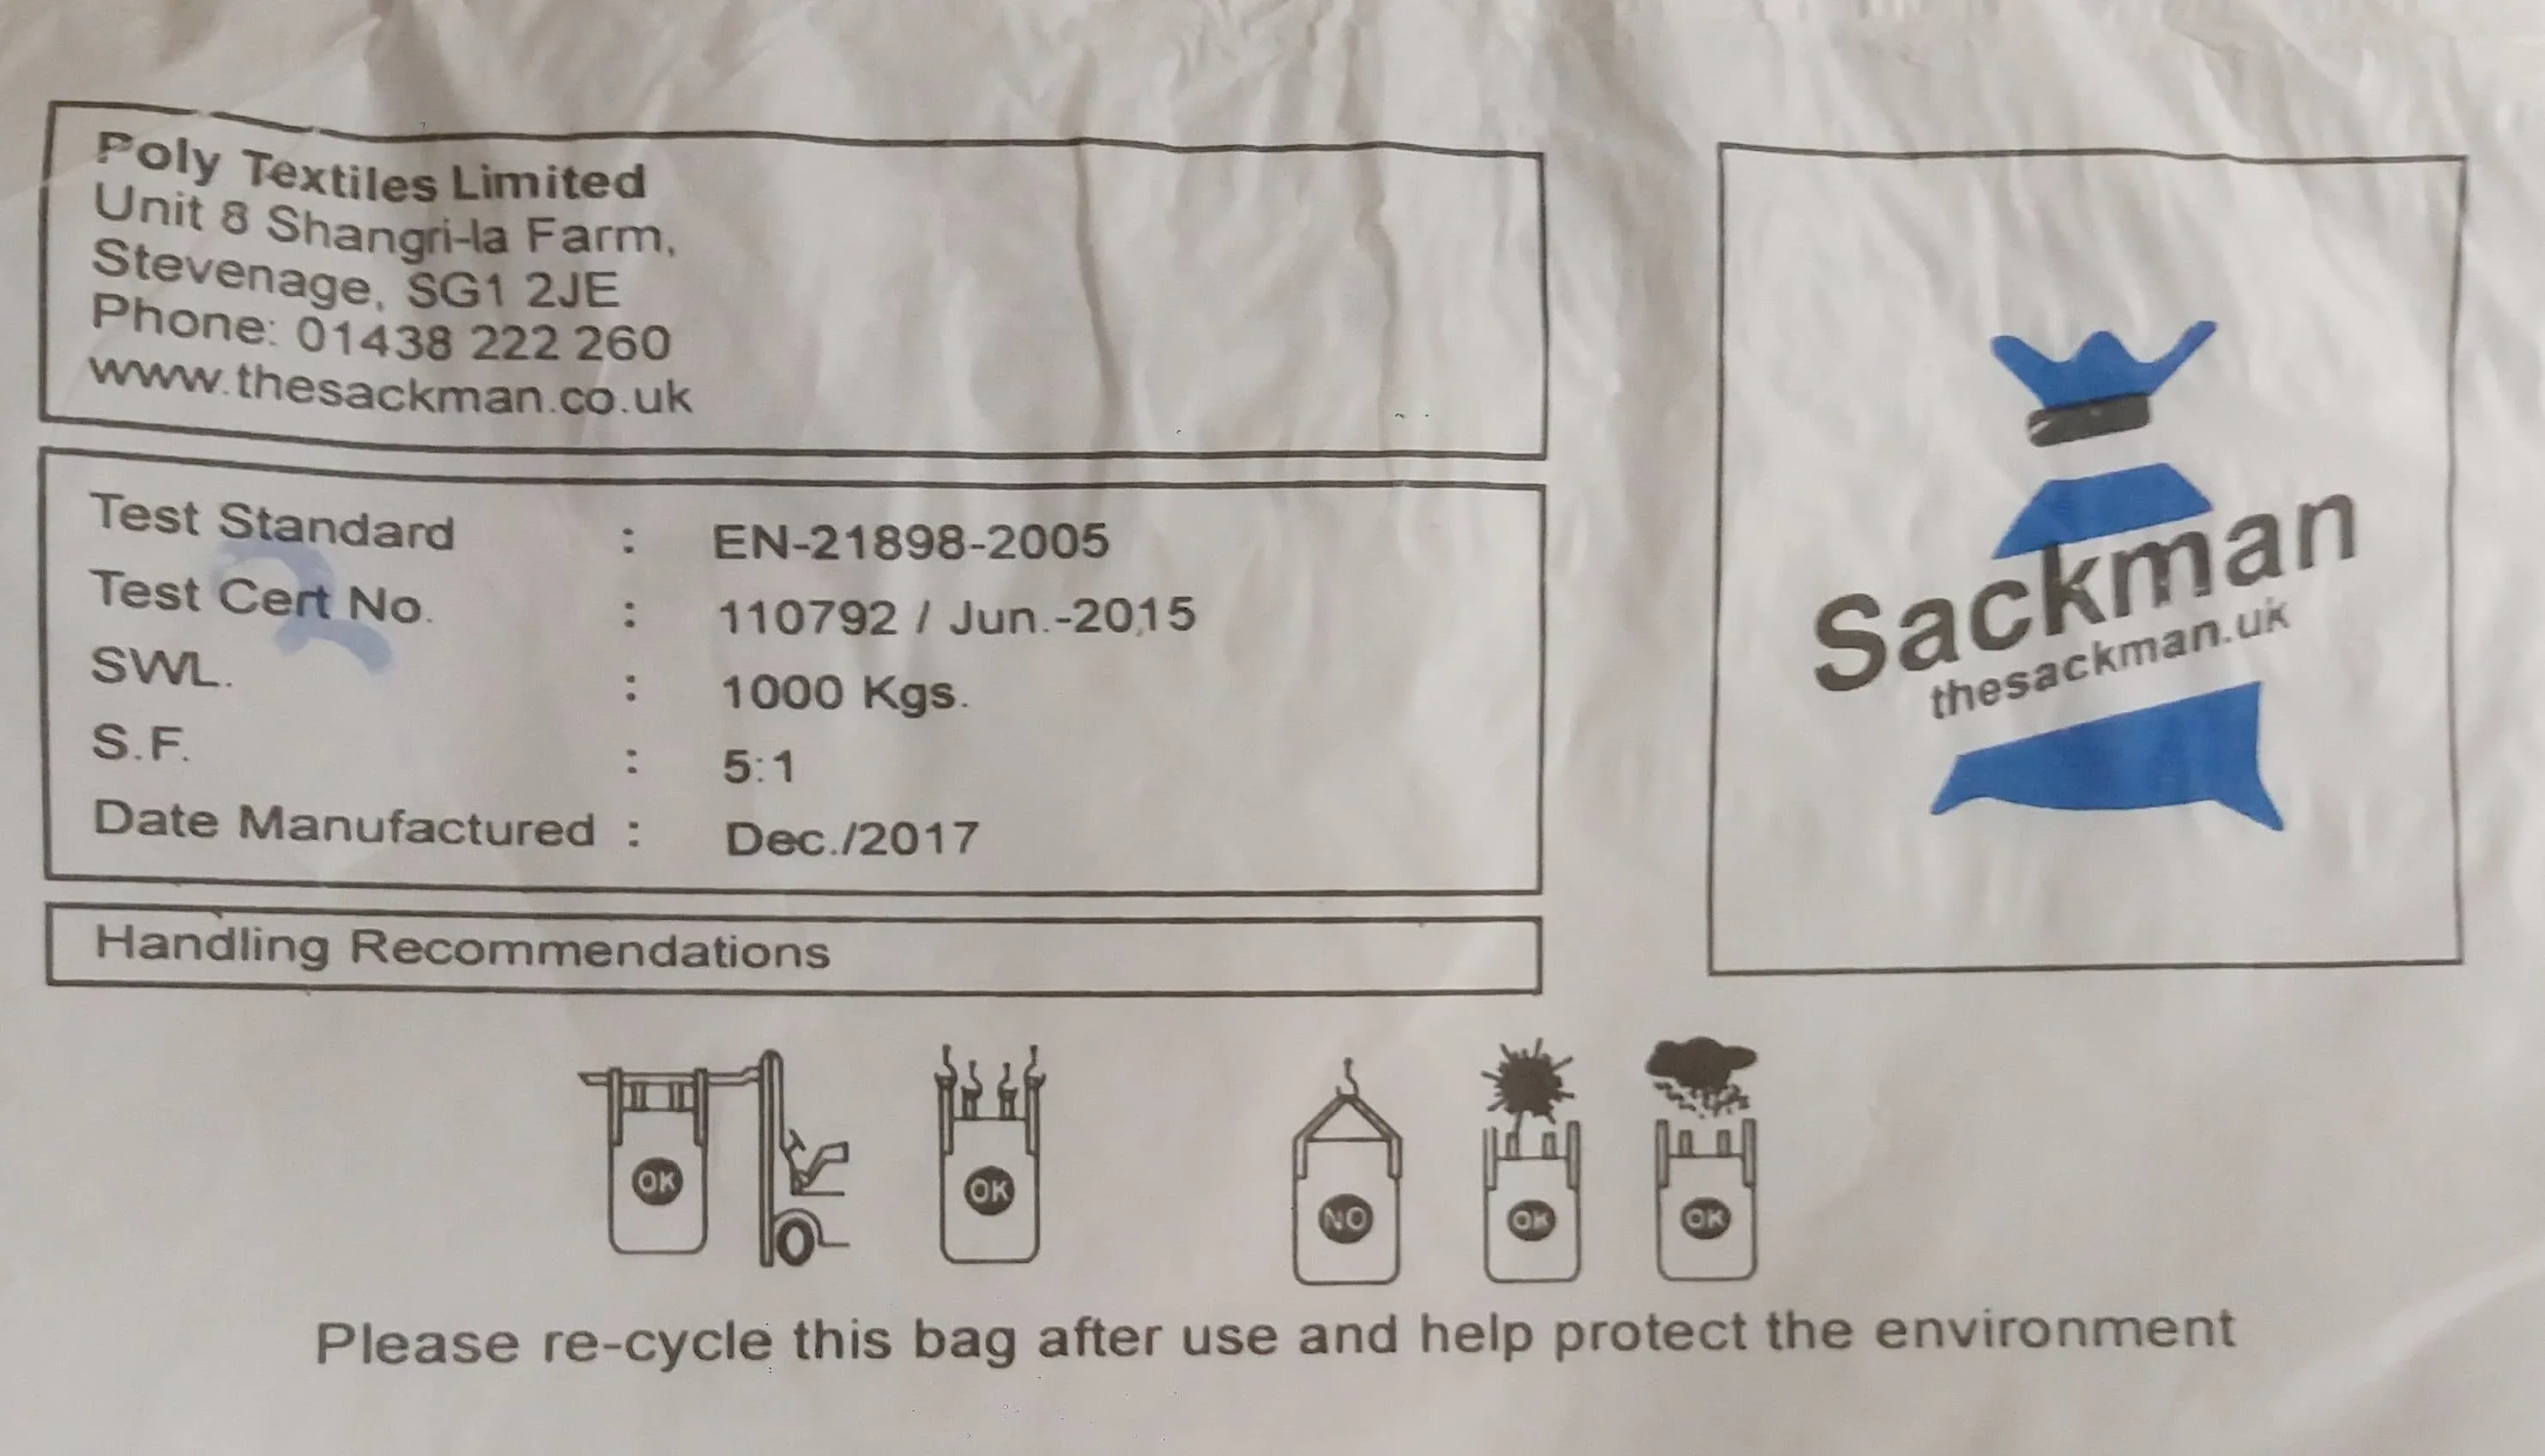 Poly Textiles Limited
Unit 8 Shangri-la Farm,
Stevenage, SG1 2JE
Phone: 01438 222 260
www.thesackman.co.uk
Test Standard : EN-21898-2005
Test Cert No. : 110792 / Jun.-2015
SWL. : 1000 Kgs.
S.F. : 5:1
Date Manufactured : Dec./2017
Handling Recommendations
Sackman
thesackman.uk
OK OK NO OK OK
Please re-cycle this bag after use and help protect the environment